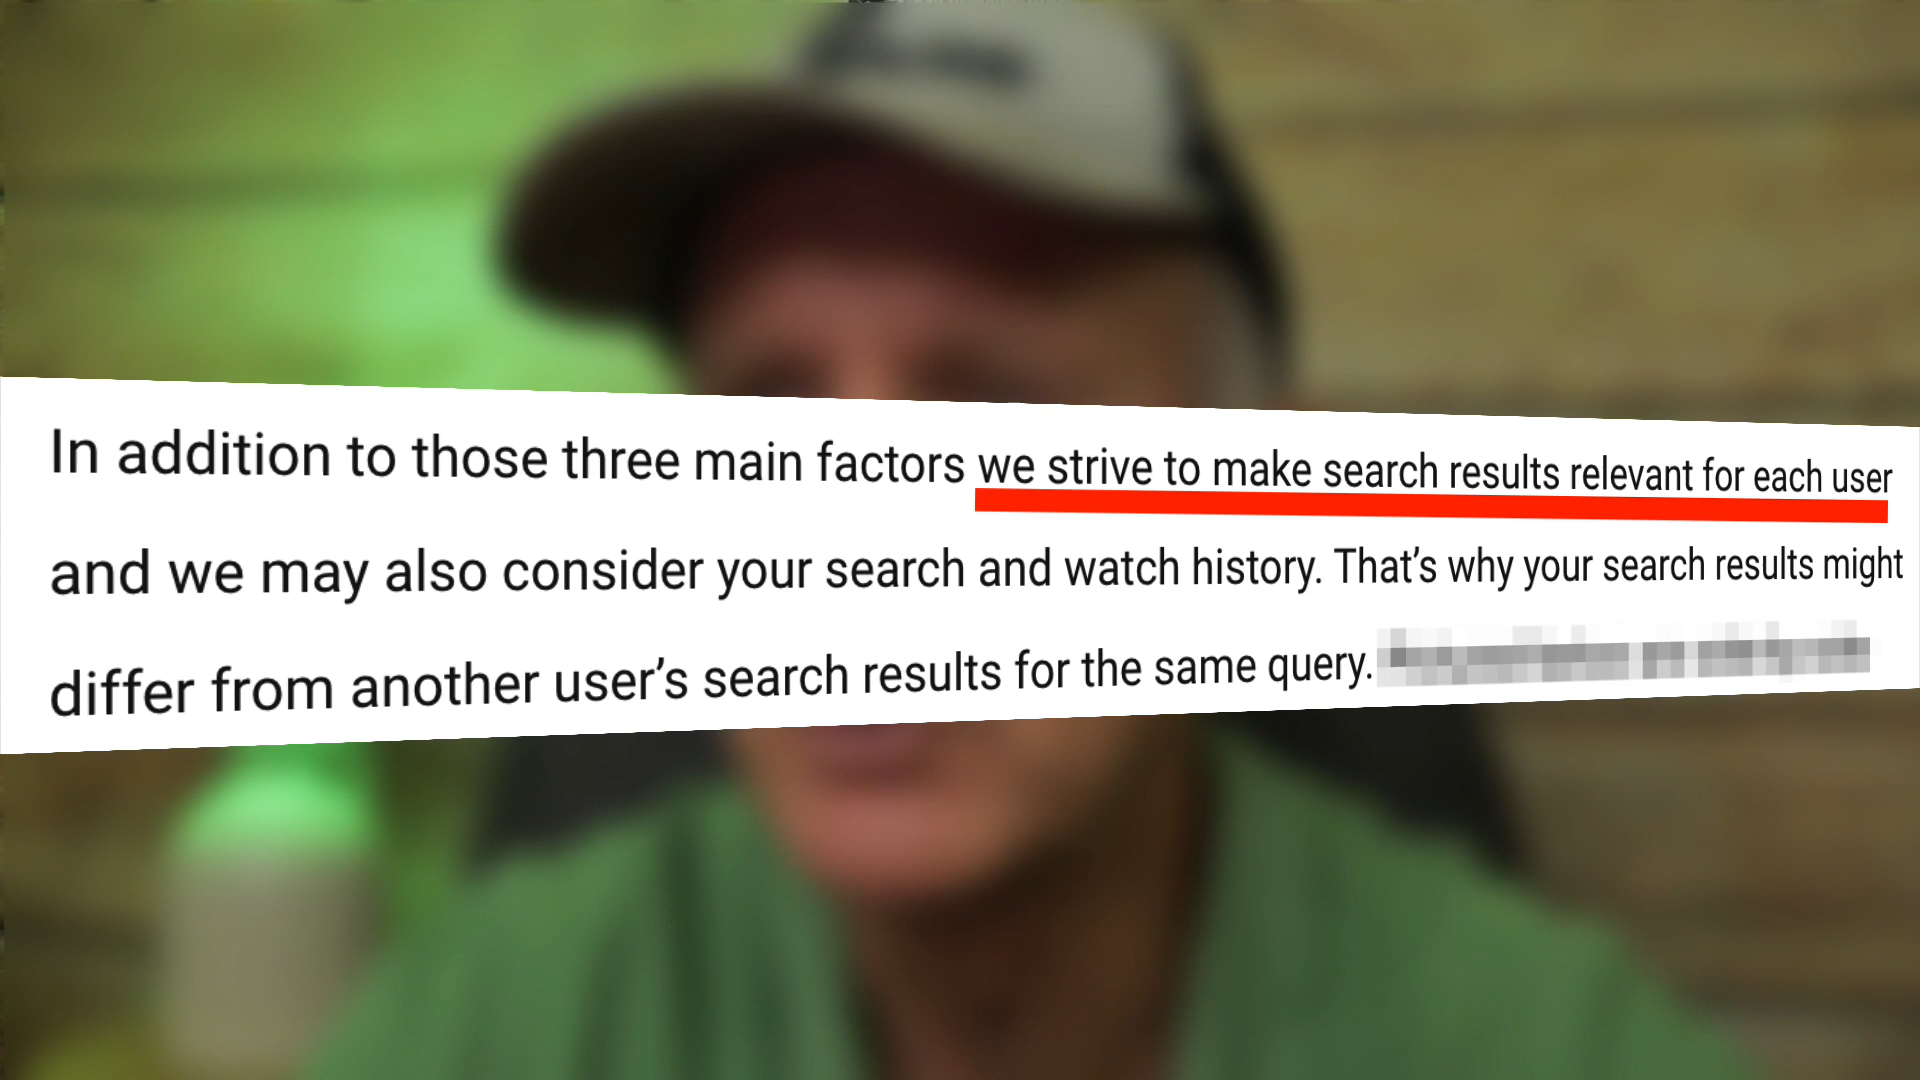 In addition to those three main factors we strive to make search results relevant for each user
and we may also consider your search and watch history. That’s why your search results might
differ from another user’s search results for the same query.